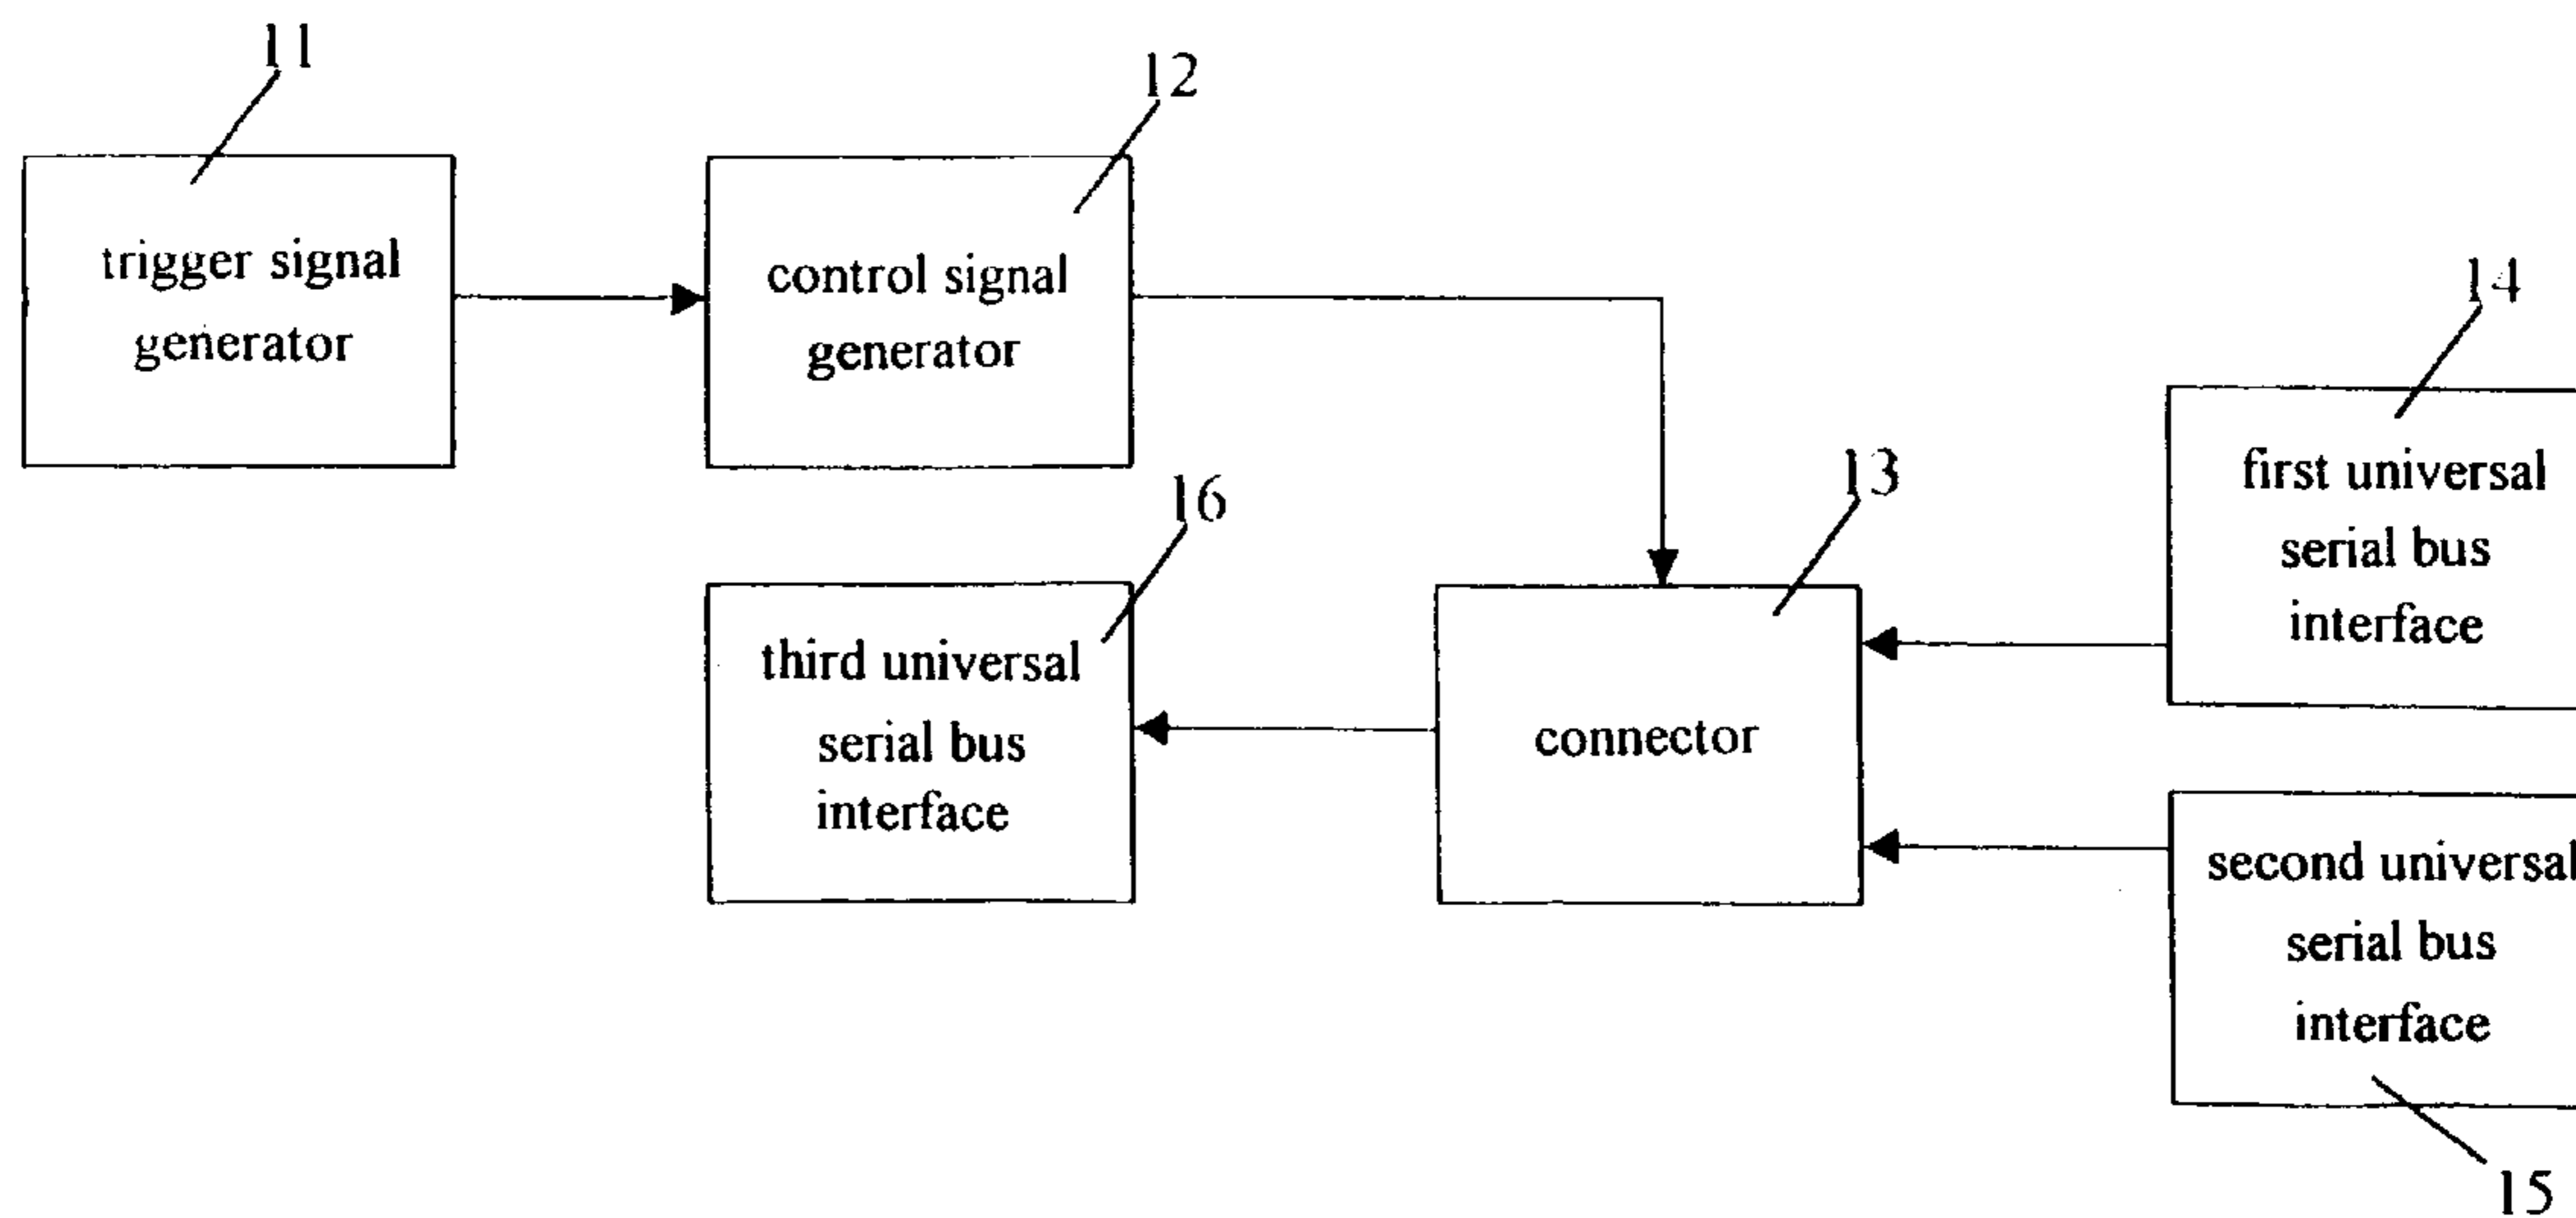 11
12
trigger signal
generator
control signal
generator
14
13
16
first universal
serial bus
interface
third universal
serial bus
interface
connector
second universal
serial bus
interface
15